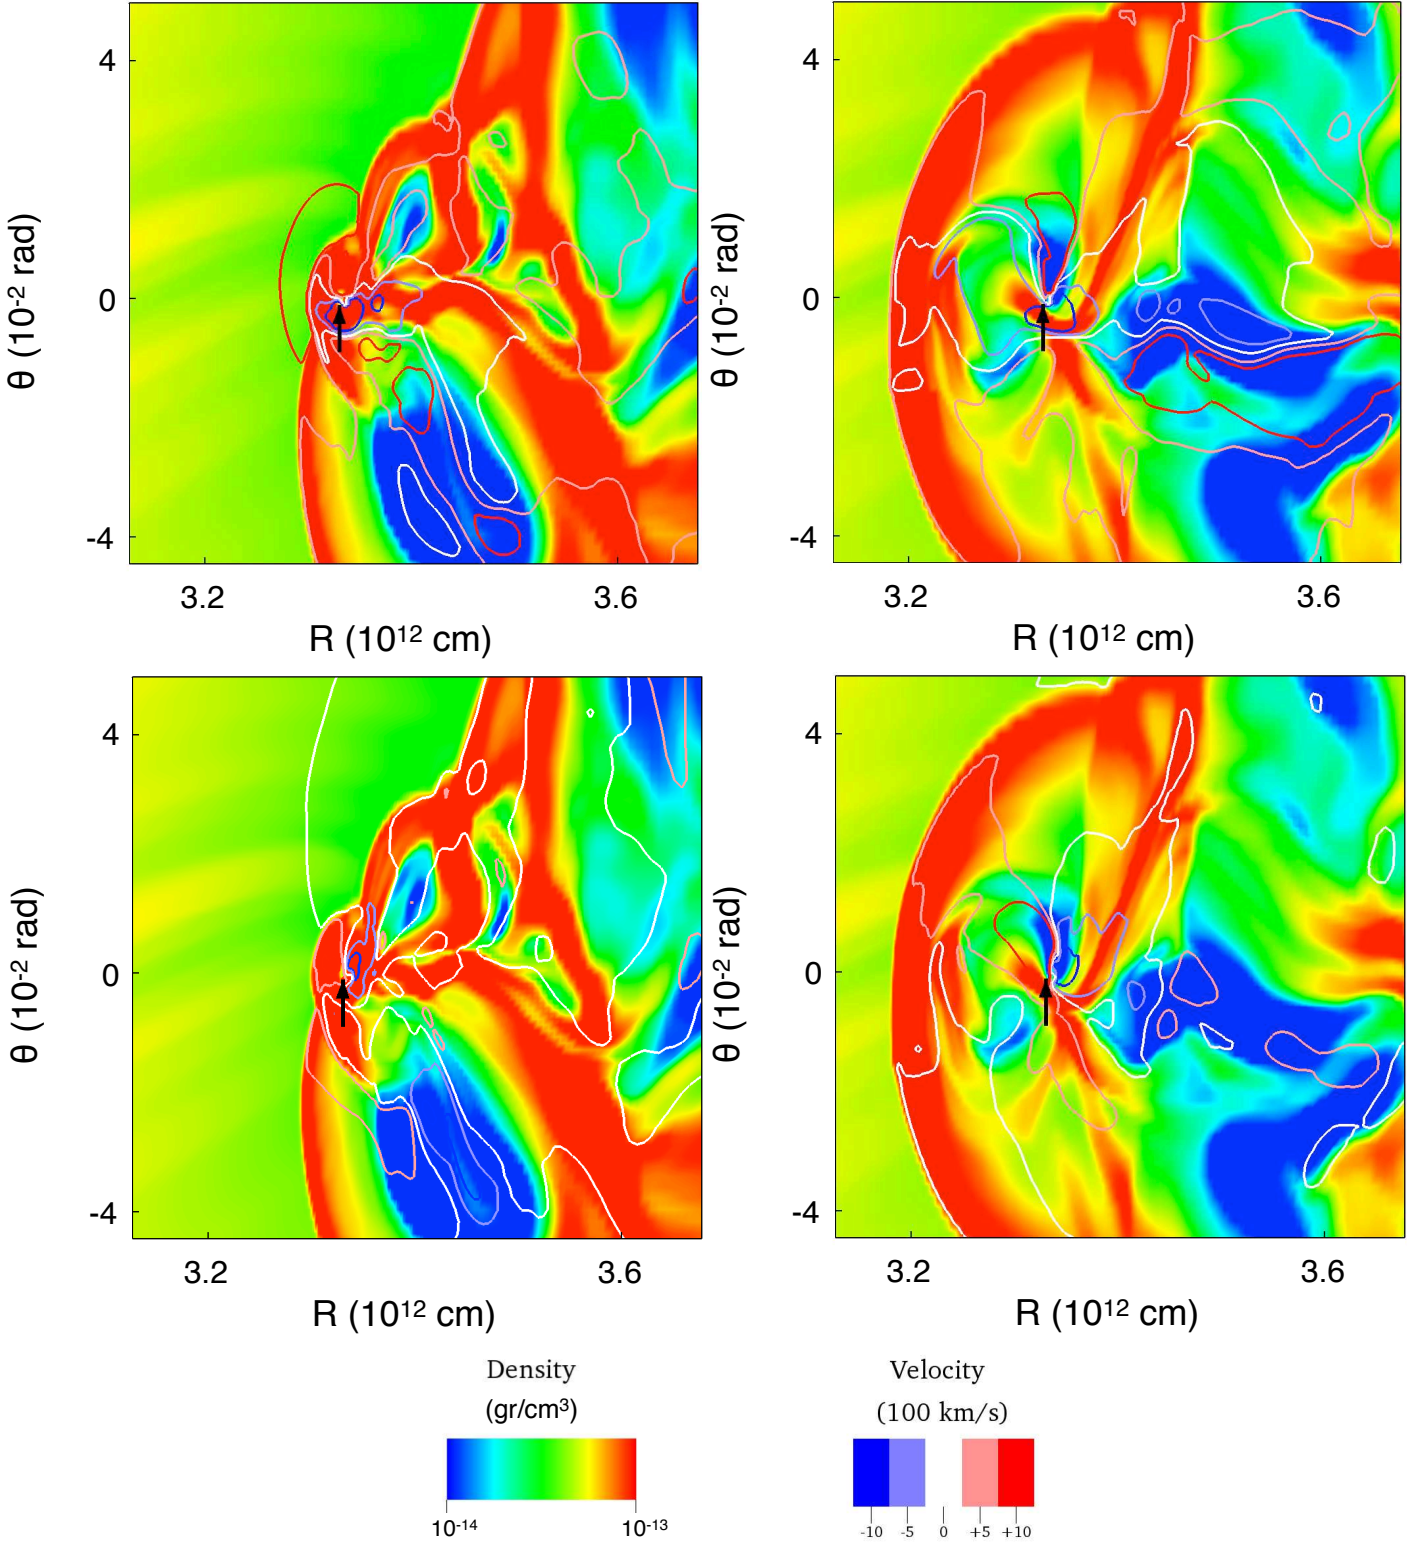 4
0
-4
θ (10⁻² rad)
3.2
3.6
R (10¹² cm)
4
0
-4
θ (10⁻² rad)
3.2
3.6
R (10¹² cm)
4
0
-4
θ (10⁻² rad)
3.2
3.6
R (10¹² cm)
4
0
-4
θ (10⁻² rad)
3.2
3.6
R (10¹² cm)
Density
(gr/cm³)
10⁻¹⁴
10⁻¹³
Velocity
(100 km/s)
-10 -5 0 +5 +10